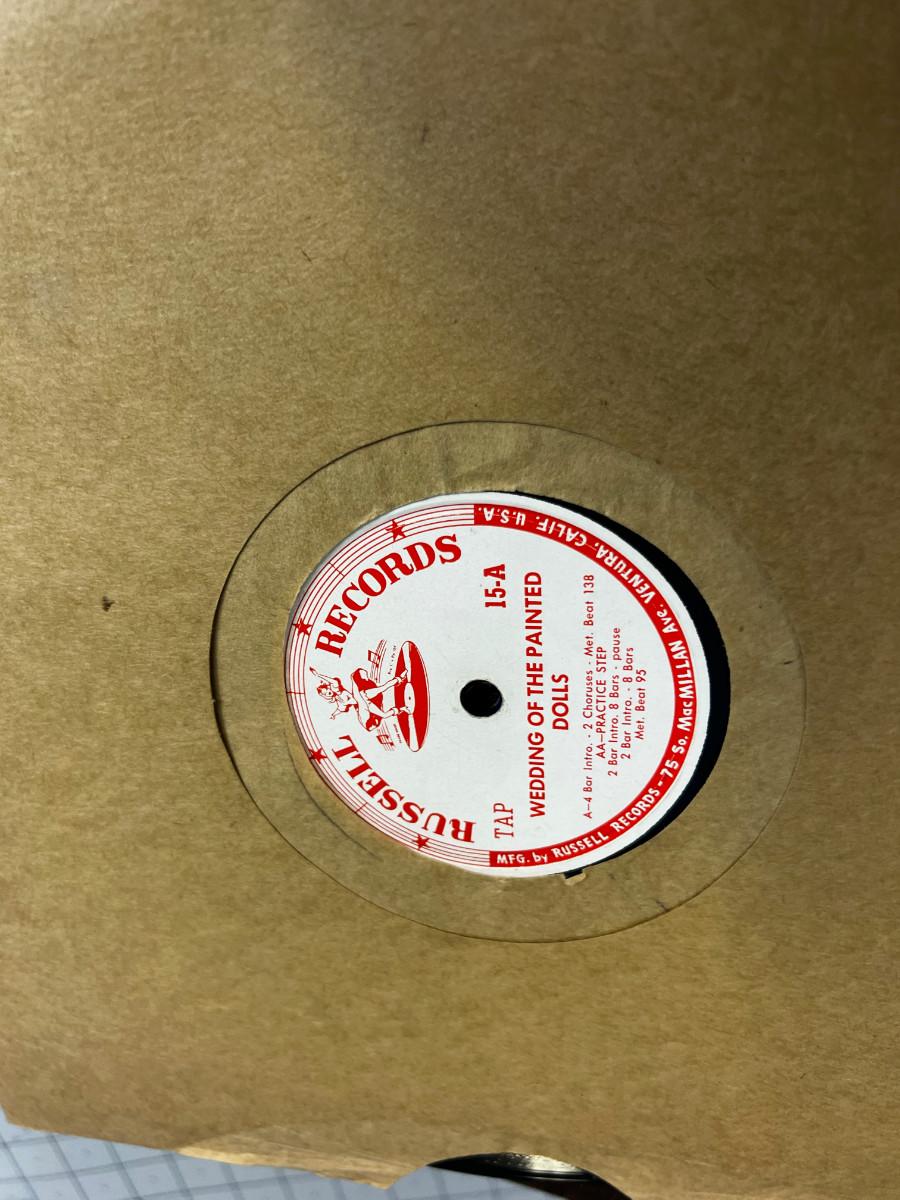 RUSSELL RECORDS
TAP
15-A
WEDDING OF THE PAINTED
DOLLS
A—4 Bar Intro. - 2 Choruses - Met. Beat 138
AA—PRACTICE STEP
2 Bar Intro. 8 Bars - pause
2 Bar Intro. - 8 Bars
Met. Beat 95
MFG. by RUSSELL RECORDS - 75 So. MacMILLAN Ave. VENTURA, CALIF. U.S.A.